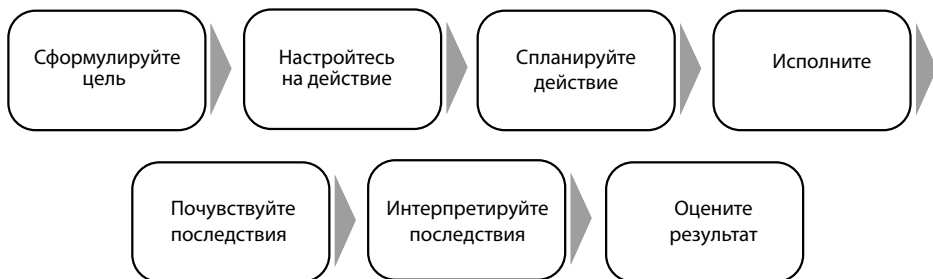 Сформулируйте
цель
Настройтесь
на действие
Спланируйте
действие
Исполните
Почувствуйте
последствия
Интерпретируйте
последствия
Оцените
результат